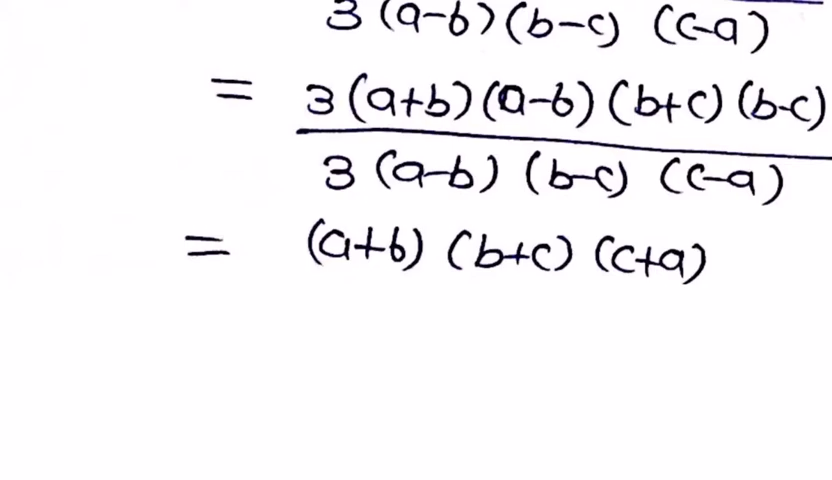 3 (a-b) (b-c) (c-a)
= 3 (a+b) (a-b) (b+c) (b-c)
3 (a-b) (b-c) (c-a)
= (a+b) (b+c) (c+a)